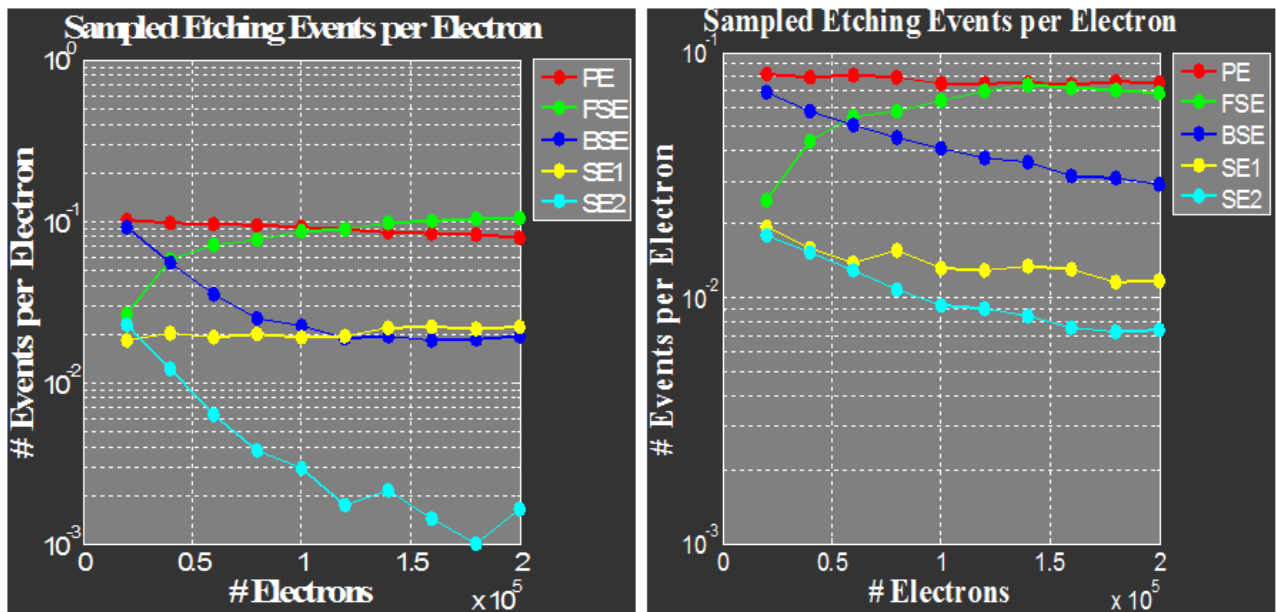 Sampled Etching Events per Electron
# Events per Electron
10^0
10^-1
10^-2
10^-3
0
0.5
1
1.5
2
x 10^5
# Electrons
PE
FSE
BSE
SE1
SE2
Sampled Etching Events per Electron
# Events per Electron
10^-1
10^-2
10^-3
0
0.5
1
1.5
2
x 10^5
# Electrons
PE
FSE
BSE
SE1
SE2